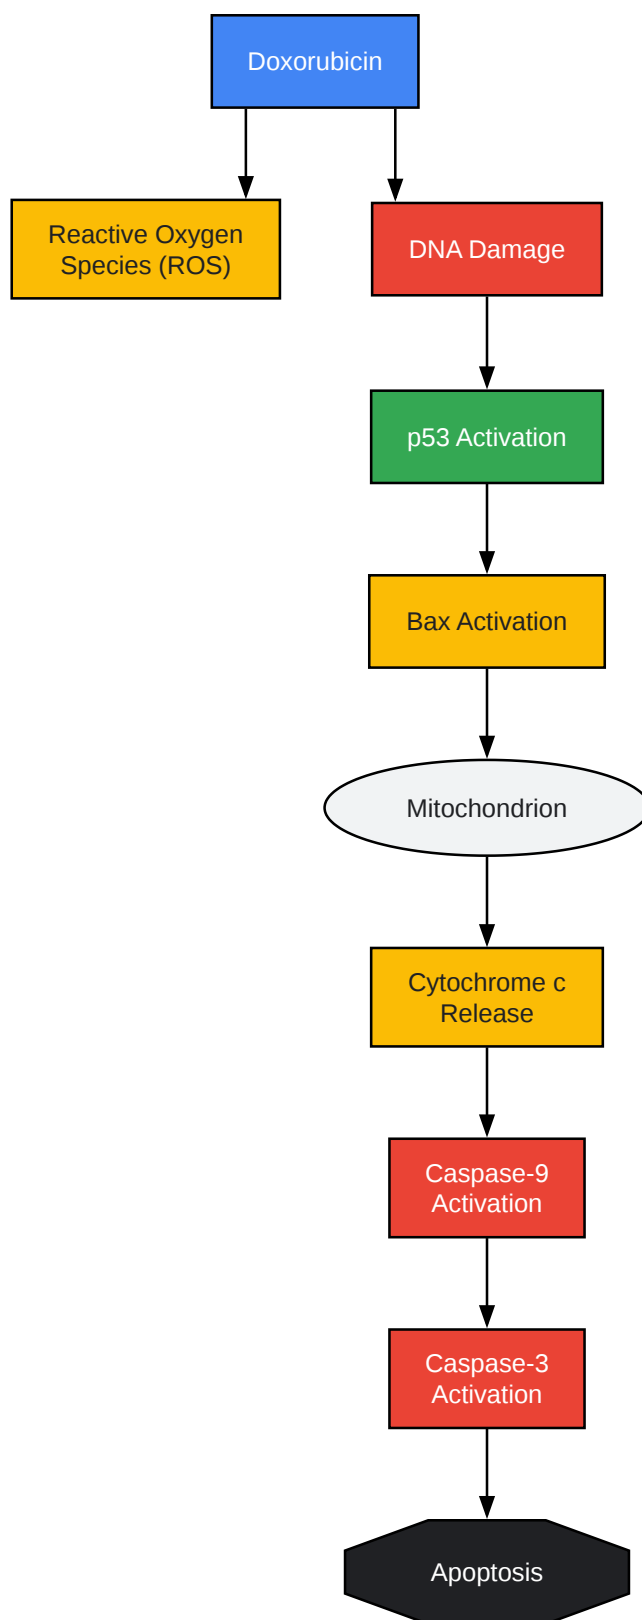 Doxorubicin
Reactive Oxygen
Species (ROS)
DNA Damage
p53 Activation
Bax Activation
Mitochondrion
Cytochrome c
Release
Caspase-9
Activation
Caspase-3
Activation
Apoptosis